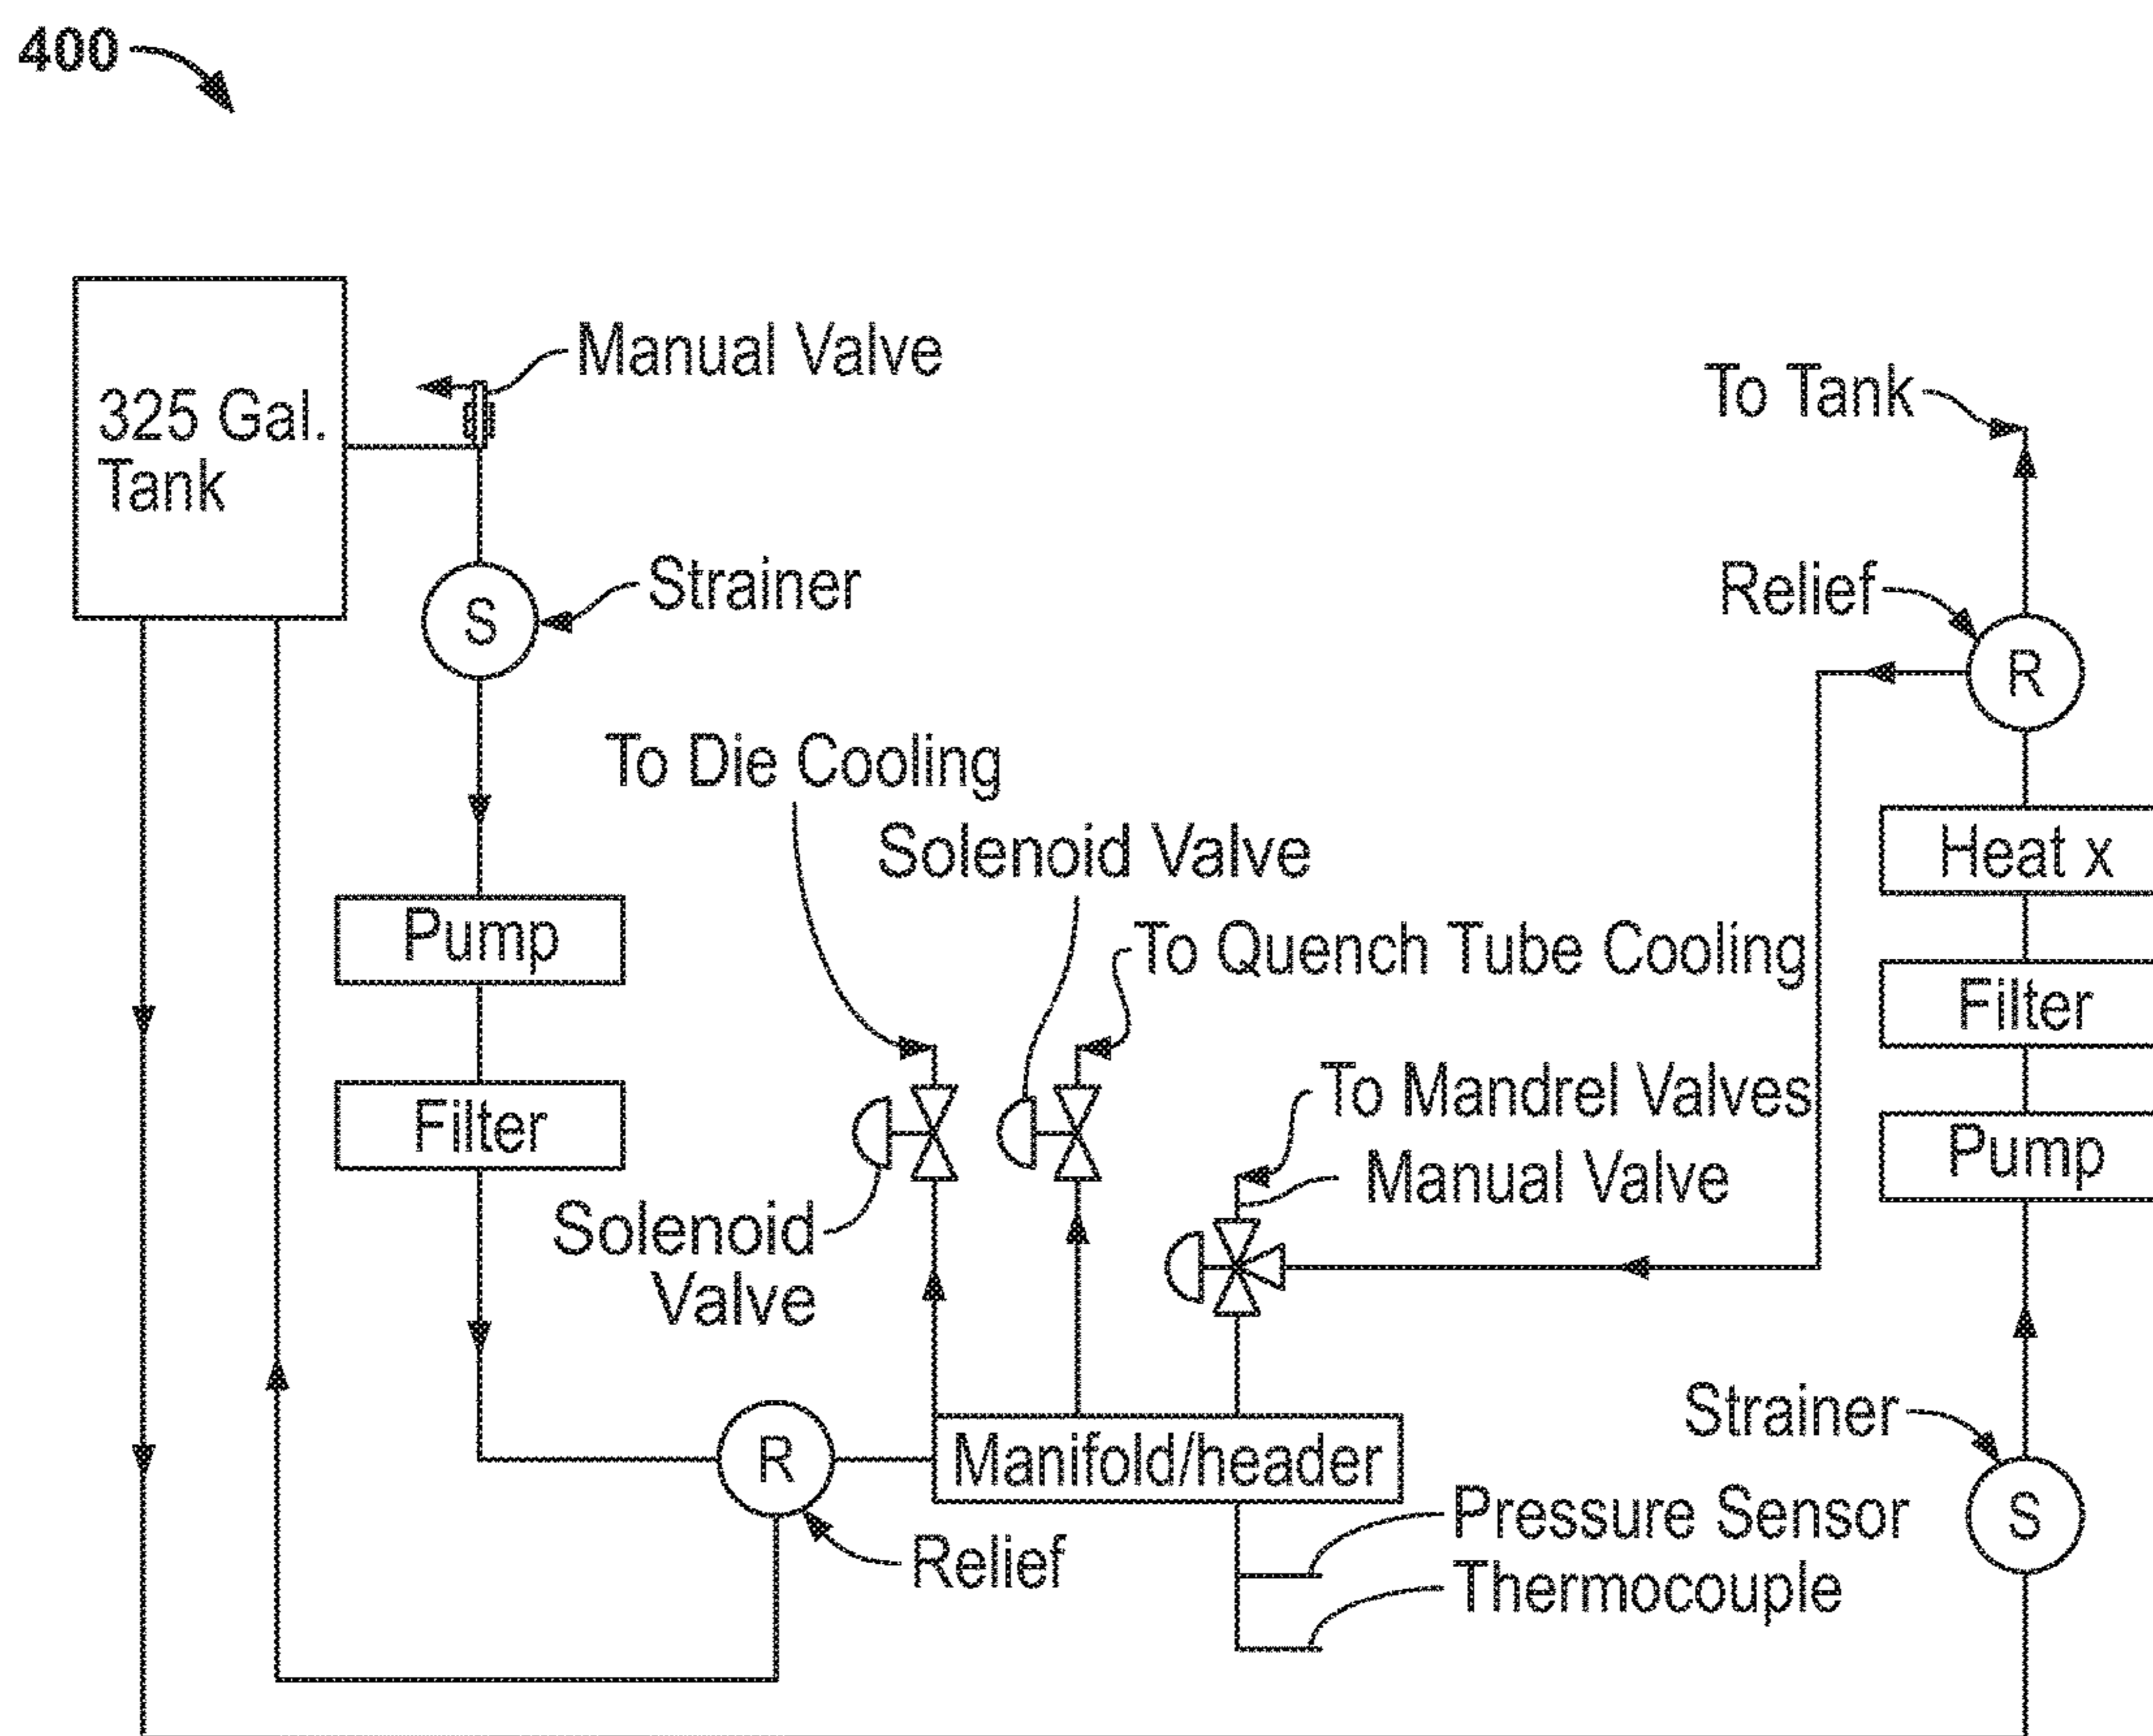 400
Manual Valve
325 Gal.
Tank
To Tank
Strainer
S
Relief
R
To Die Cooling
Solenoid Valve
Heat x
Pump
To Quench Tube Cooling
Filter
Filter
To Mandrel Valves
Pump
Manual Valve
Solenoid
Valve
Strainer
R
Manifold/header
Pressure Sensor
S
Relief
Thermocouple